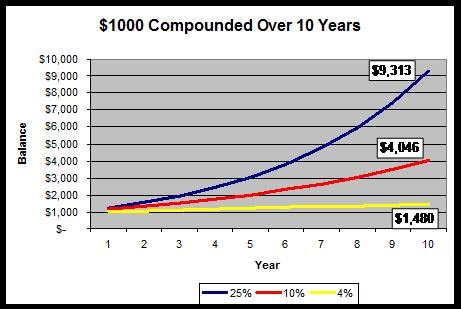 $1000 Compounded Over 10 Years
$10,000
$9,000
$8,000
$7,000
$6,000
$5,000
$4,000
$3,000
$2,000
$1,000
$-
Balance
$9,313
$4,046
$1,480
1 2 3 4 5 6 7 8 9 10
Year
25% 10% 4%